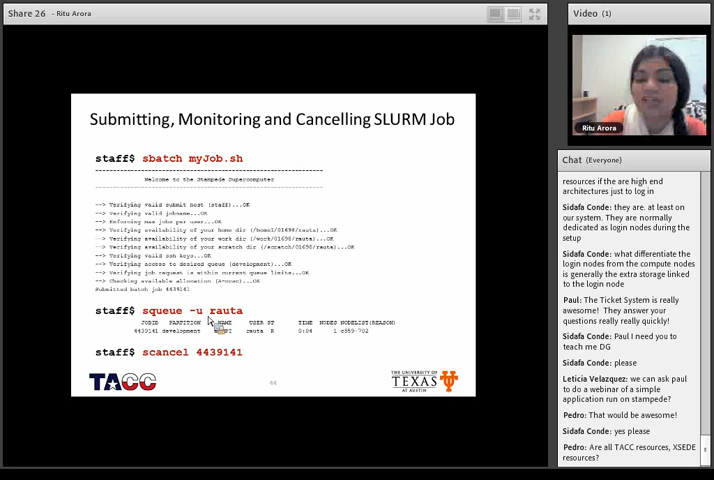 Share 26 - Ritu Arora
Video (1)
Ritu Arora
Submitting, Monitoring and Cancelling SLURM Job
staff$ sbatch myJob.sh
-----------------------------------------------------------------
Welcome to the Stampede Supercomputer
-----------------------------------------------------------------
--> Verifying valid submit host (staff)...OK
--> Verifying valid jobname...OK
--> Enforcing max jobs per user...OK
--> Verifying availability of your home dir (/home1/01698/rauta)...OK
--> Verifying availability of your work dir (/work/01698/rauta)...OK
--> Verifying availability of your scratch dir (/scratch/01698/rauta)...OK
--> Verifying valid ssh keys...OK
--> Verifying access to desired queue (development)...OK
--> Verifying job request is within current queue limits...OK
--> Checking available allocation (A-ccsc)...OK
Submitted batch job 4439141
staff$ squeue -u rauta
JOBID PARTITION NAME USER ST TIME NODES NODELIST(REASON)
4439141 development rauta R 0:04 1 c559-702
staff$ scancel 4439141
TACC
44
THE UNIVERSITY OF
TEXAS
AT AUSTIN
Chat (Everyone)
resources if the are high end
architectures just to log in
Sidafa Conde: they are. at least on
our system. They are normally
dedicated as login nodes during the
setup
Sidafa Conde: what differentiate the
login nodes from the compute nodes
is generally the extra storage linked
to the login node
Paul: The Ticket System is really
awesome! They answer your
questions really really quickly!
Sidafa Conde: Paul I need you to
teach me DG
Sidafa Conde: please
Leticia Velazquez: we can ask paul
to do a webinar of a simple
application run on stampede?
Pedro: That would be awesome!
Sidafa Conde: yes please
Pedro: Are all TACC resources, XSEDE
resources?